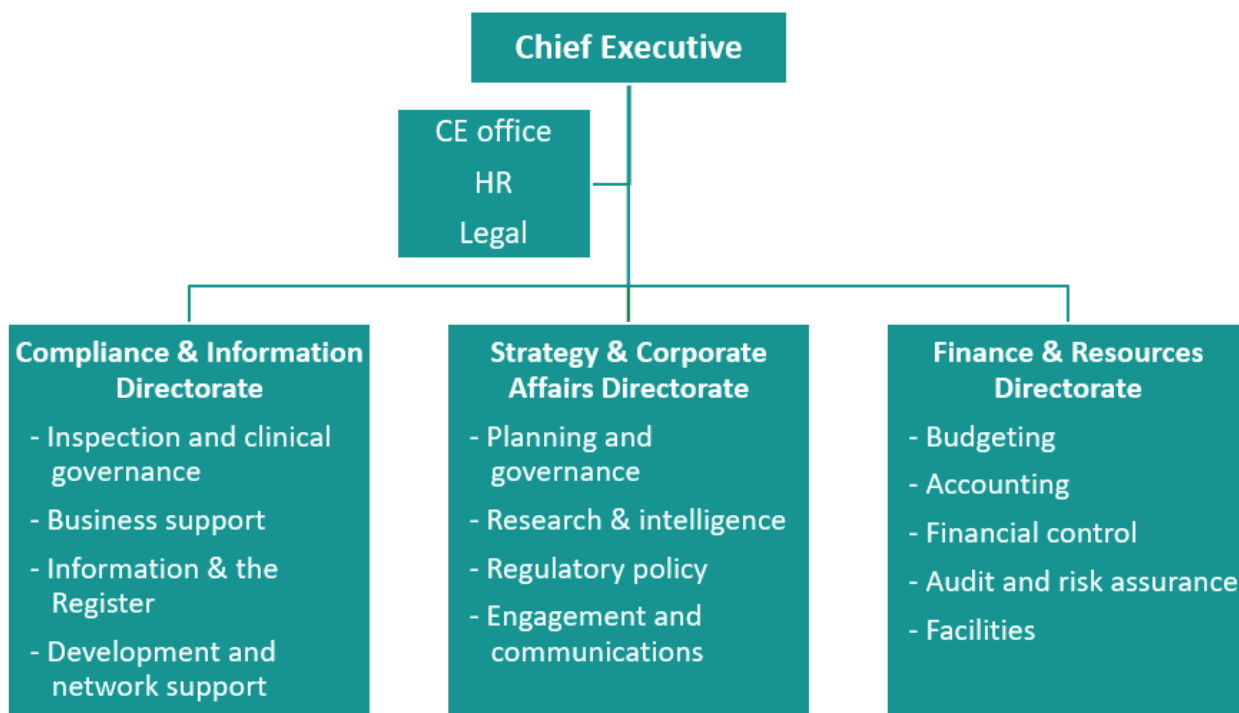 Chief Executive
CE office
HR
Legal
Compliance & Information
Directorate
- Inspection and clinical
governance
- Business support
- Information & the
Register
- Development and
network support
Strategy & Corporate
Affairs Directorate
- Planning and
governance
- Research & intelligence
- Regulatory policy
- Engagement and
communications
Finance & Resources
Directorate
- Budgeting
- Accounting
- Financial control
- Audit and risk assurance
- Facilities